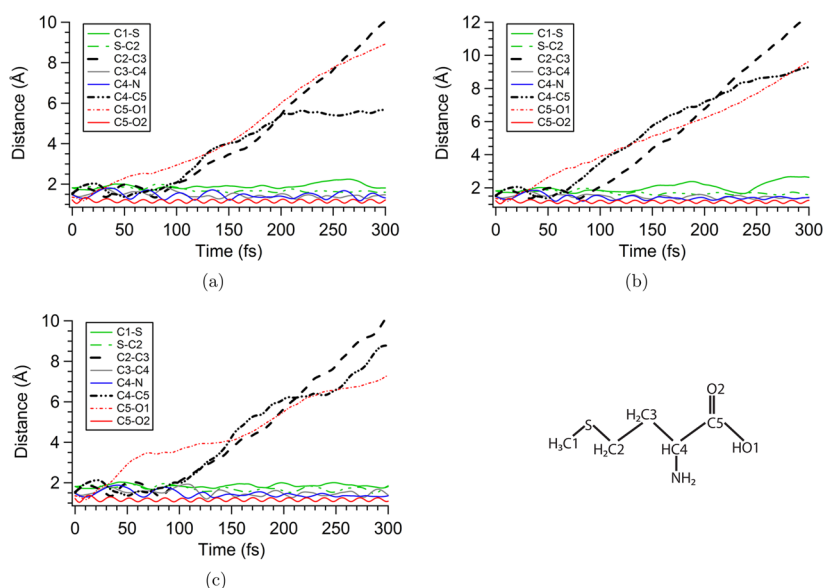 10
8
6
4
2
Distance (Å)
C1-S
S-C2
C2-C3
C3-C4
C4-N
C4-C5
C5-O1
C5-O2
0 50 100 150 200 250 300
Time (fs)
(a)
12
10
8
6
4
2
Distance (Å)
C1-S
S-C2
C2-C3
C3-C4
C4-N
C4-C5
C5-O1
C5-O2
0 50 100 150 200 250 300
Time (fs)
(b)
10
8
6
4
2
Distance (Å)
C1-S
S-C2
C2-C3
C3-C4
C4-N
C4-C5
C5-O1
C5-O2
0 50 100 150 200 250 300
Time (fs)
(c)
O2
S H₂C3 C5
H₃C1 H₂C2 HC4 HO1
NH₂